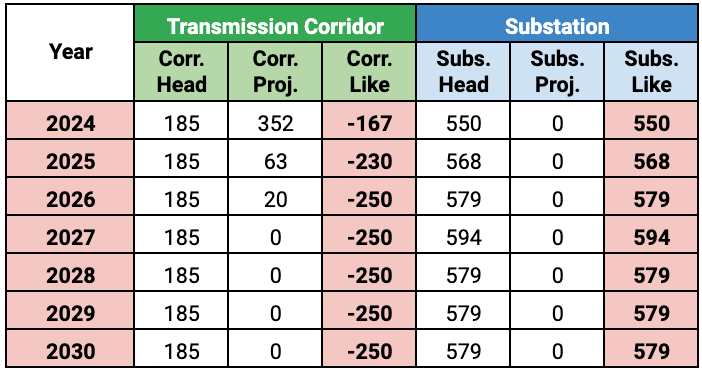 Year Transmission Corridor Substation
Corr. Head Corr. Proj. Corr. Like Subs. Head Subs. Proj. Subs. Like
2024 185 352 -167 550 0 550
2025 185 63 -230 568 0 568
2026 185 20 -250 579 0 579
2027 185 0 -250 594 0 594
2028 185 0 -250 579 0 579
2029 185 0 -250 579 0 579
2030 185 0 -250 579 0 579